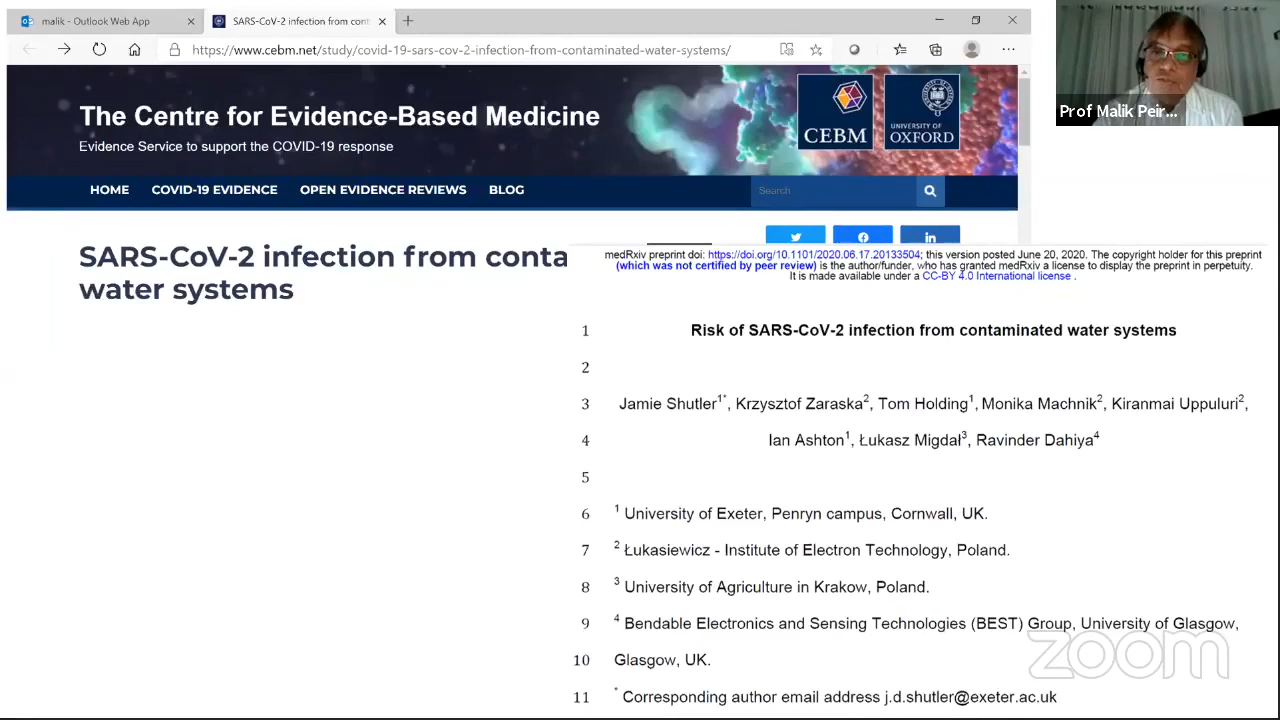 malik - Outlook Web App
SARS-CoV-2 infection from cont
https://www.cebm.net/study/covid-19-sars-cov-2-infection-from-contaminated-water-systems/
Prof Malik Peir...
The Centre for Evidence-Based Medicine
Evidence Service to support the COVID-19 response
CEBM
UNIVERSITY OF
OXFORD
HOME COVID-19 EVIDENCE OPEN EVIDENCE REVIEWS BLOG
Search
SARS-CoV-2 infection from conta
water systems
medRxiv preprint doi: https://doi.org/10.1101/2020.06.17.20133504; this version posted June 20, 2020. The copyright holder for this preprint
(which was not certified by peer review) is the author/funder, who has granted medRxiv a license to display the preprint in perpetuity.
It is made available under a CC-BY 4.0 International license .
1 Risk of SARS-CoV-2 infection from contaminated water systems
2
3 Jamie Shutler1*, Krzysztof Zaraska2, Tom Holding1, Monika Machnik2, Kiranmai Uppuluri2,
4 Ian Ashton1, Łukasz Migdał3, Ravinder Dahiya4
5
6 1 University of Exeter, Penryn campus, Cornwall, UK.
7 2 Łukasiewicz - Institute of Electron Technology, Poland.
8 3 University of Agriculture in Krakow, Poland.
9 4 Bendable Electronics and Sensing Technologies (BEST) Group, University of Glasgow,
10 Glasgow, UK.
11 * Corresponding author email address j.d.shutler@exeter.ac.uk
zoom